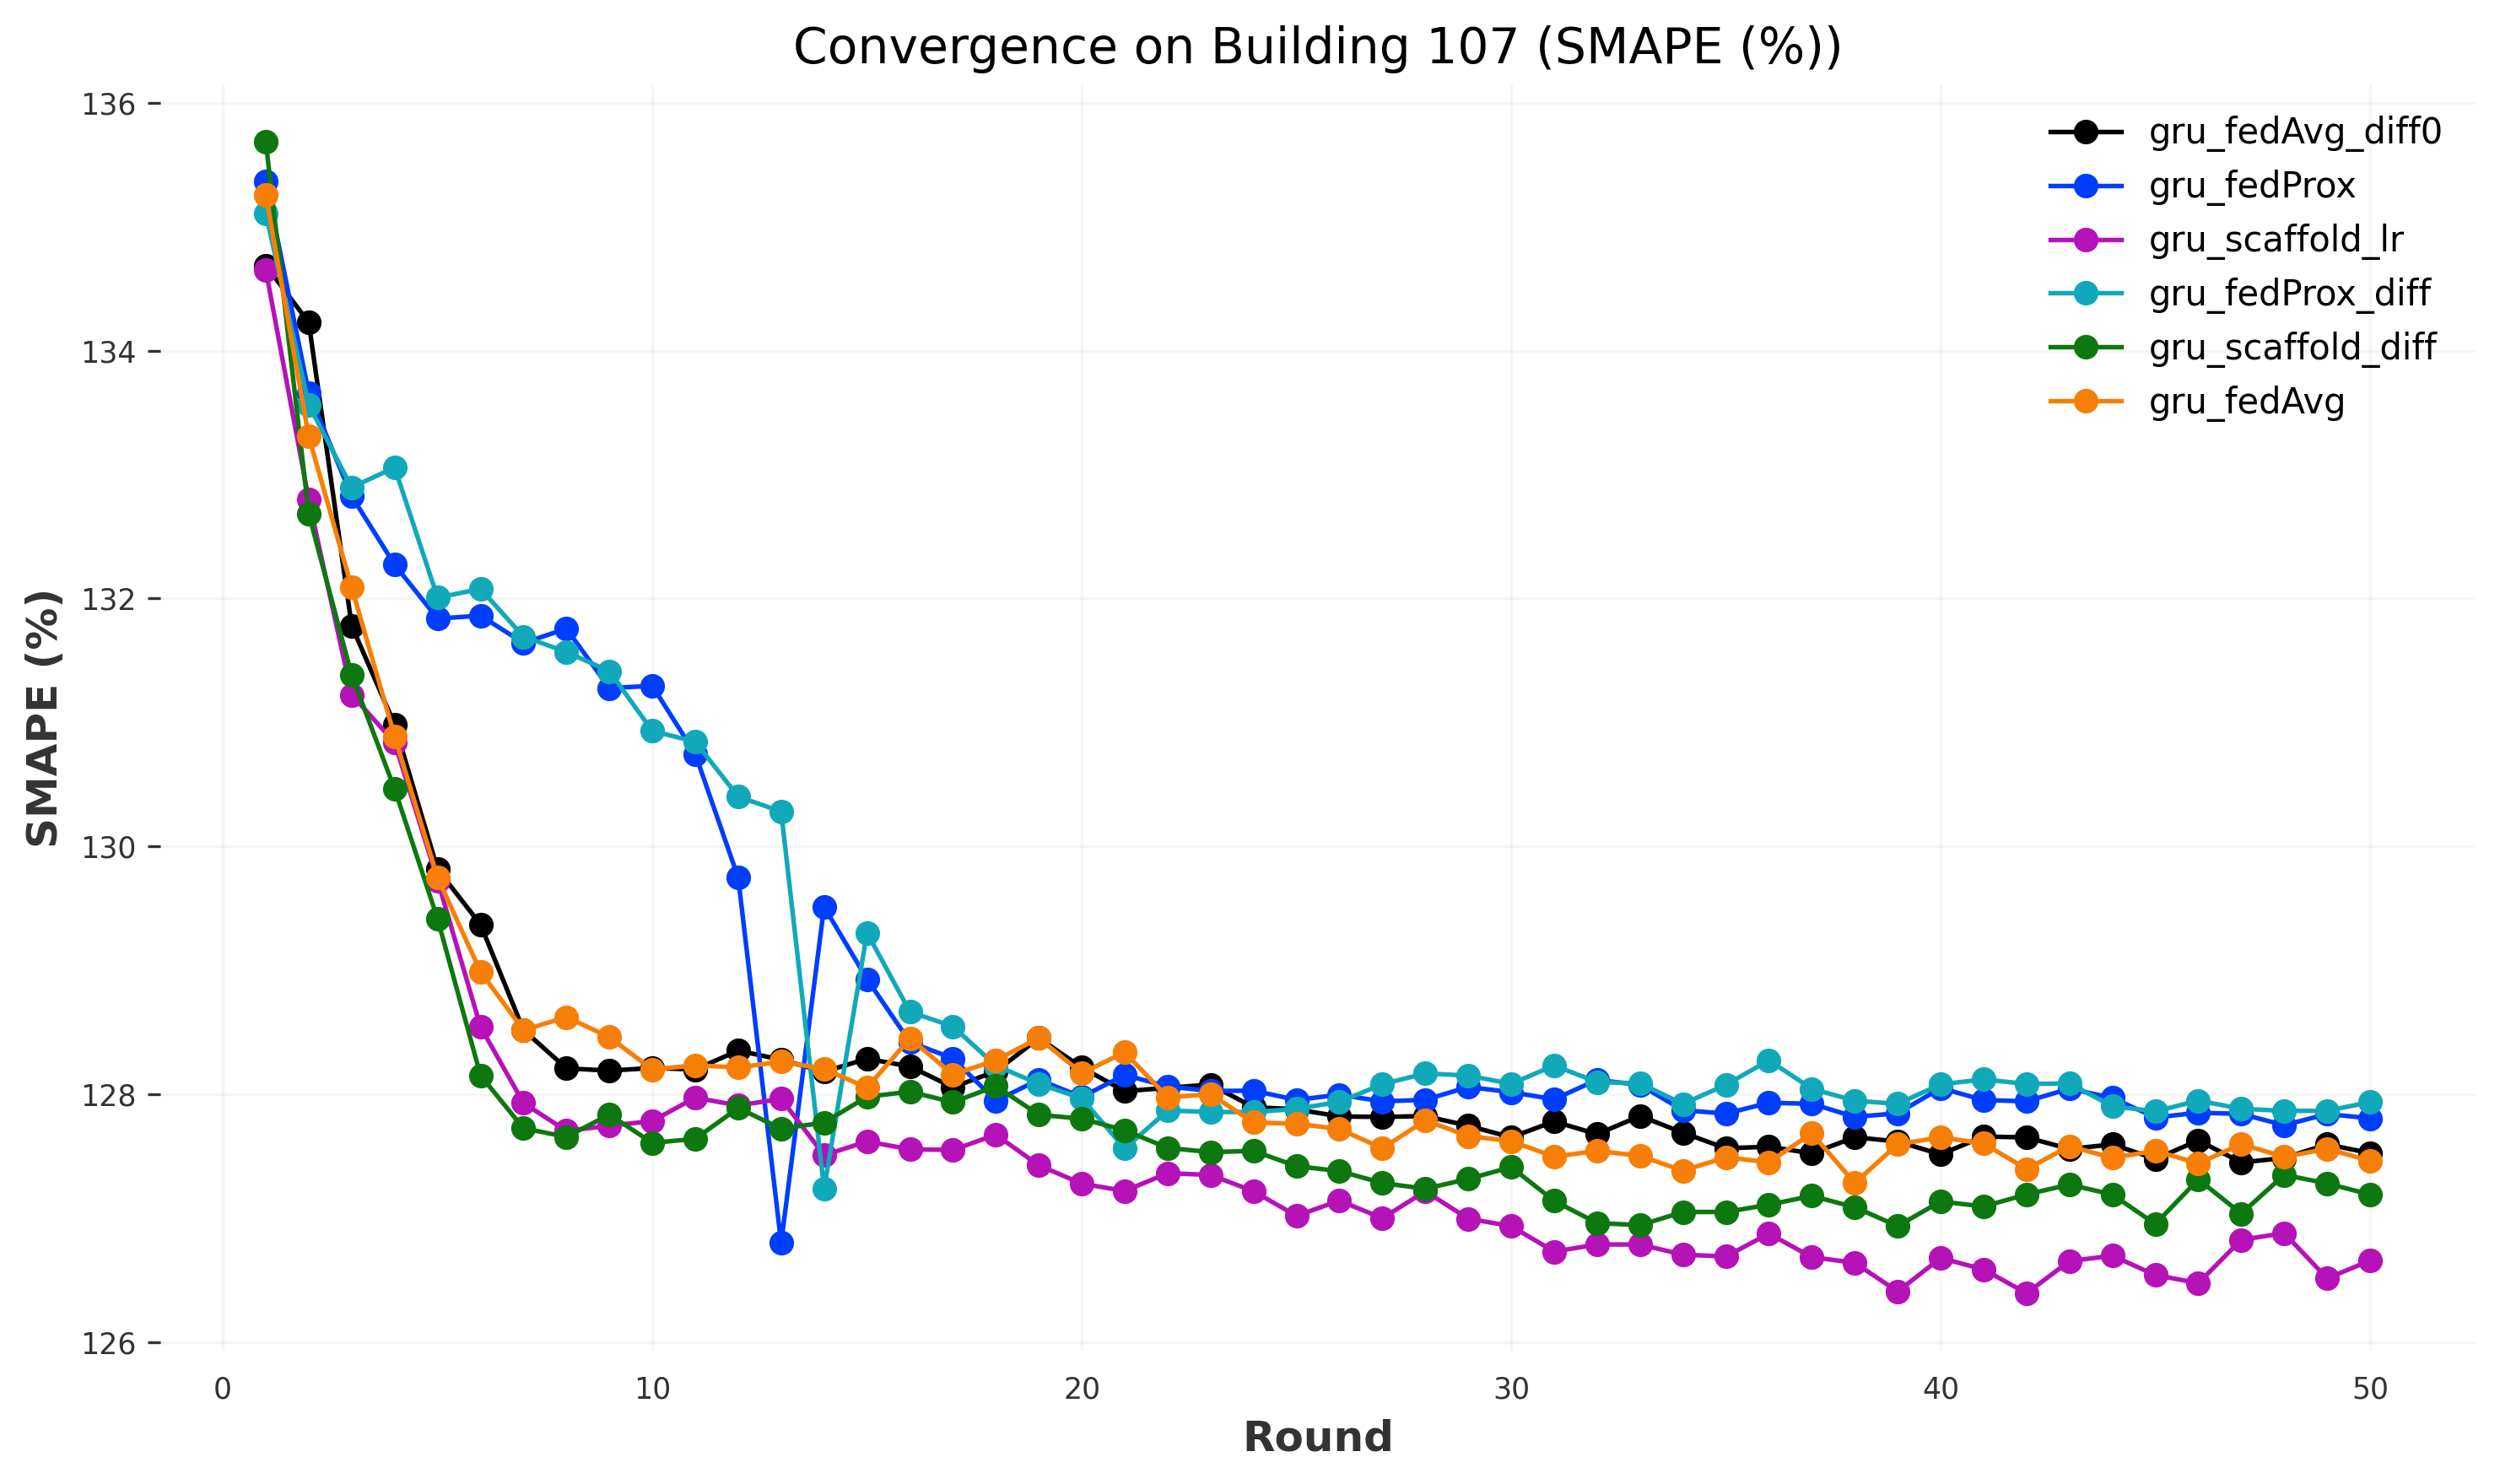 Convergence on Building 107 (SMAPE (%))
136
134
132
130
128
126
SMAPE (%)
0 10 20 30 40 50
Round
gru_fedAvg_diff0
gru_fedProx
gru_scaffold_lr
gru_fedProx_diff
gru_scaffold_diff
gru_fedAvg